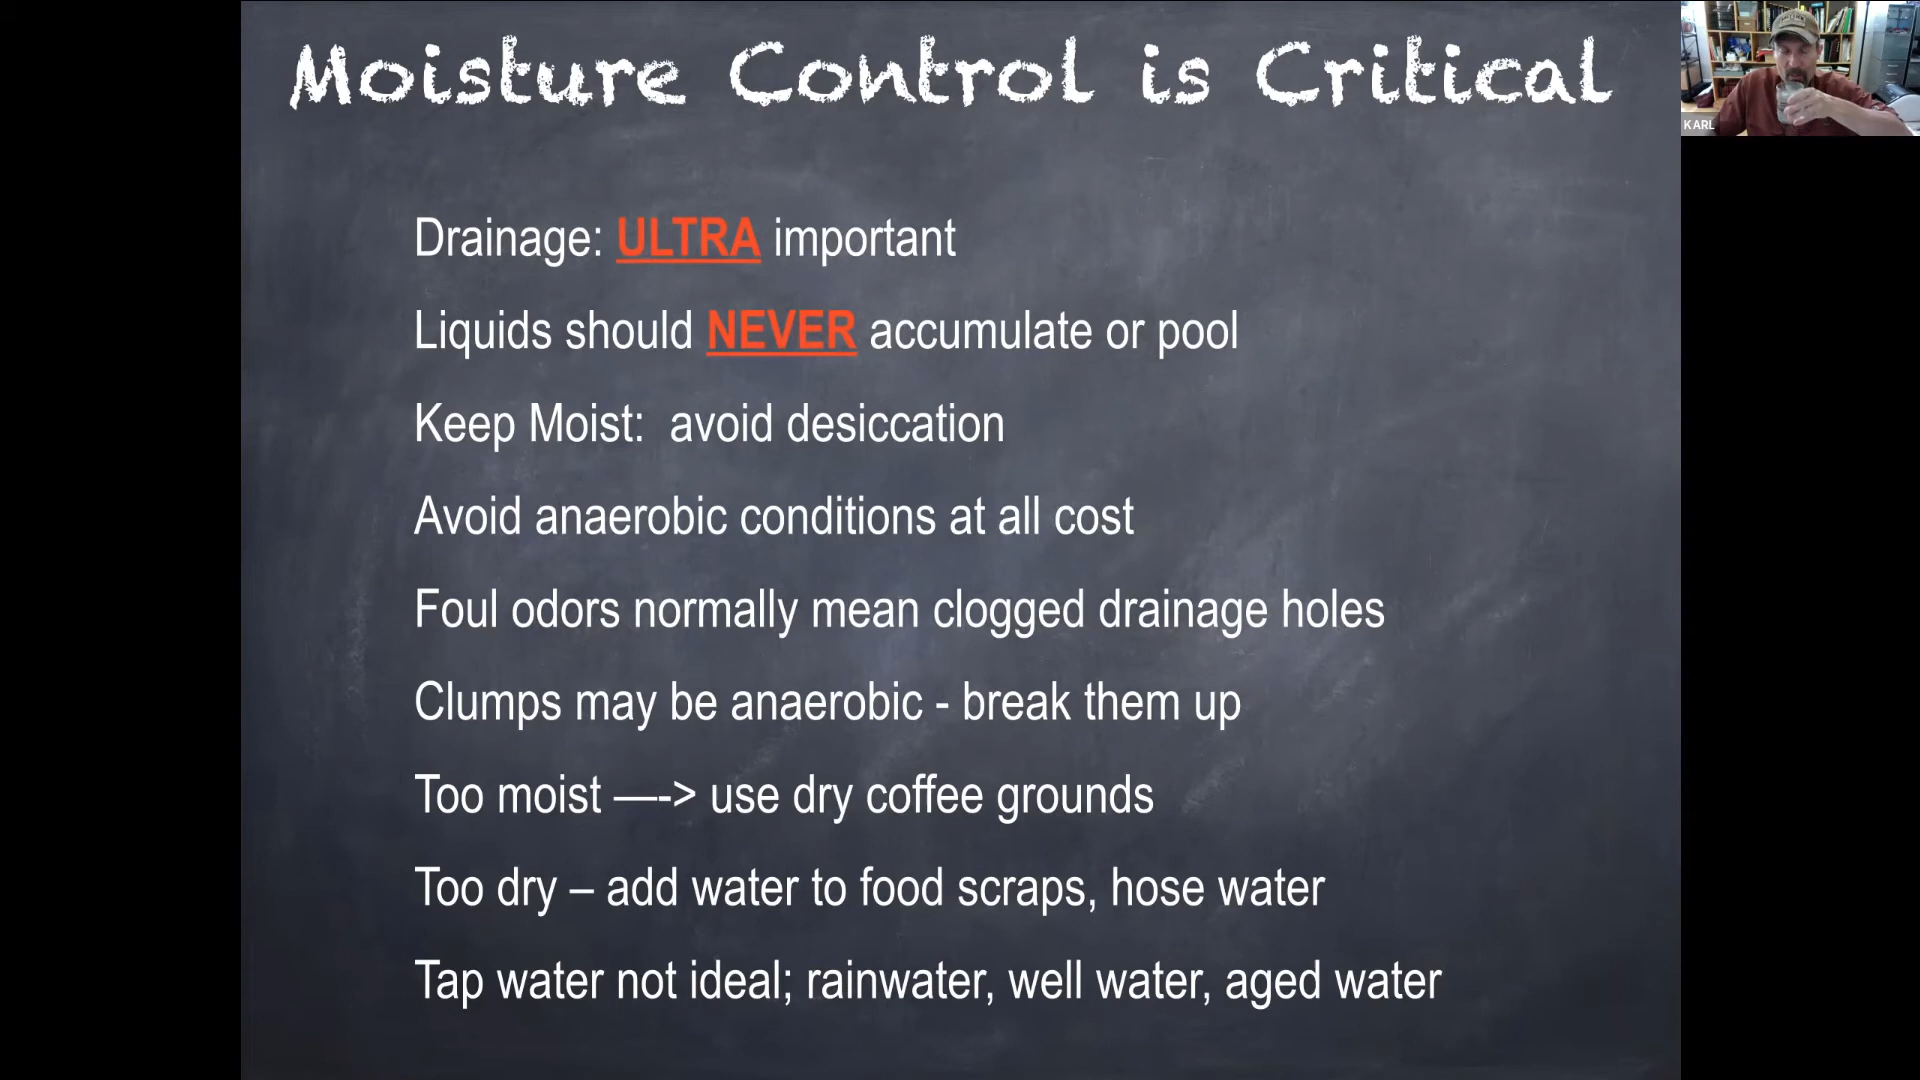 Moisture Control is Critical
KARL
Drainage: ULTRA important
Liquids should NEVER accumulate or pool
Keep Moist:  avoid desiccation
Avoid anaerobic conditions at all cost
Foul odors normally mean clogged drainage holes
Clumps may be anaerobic - break them up
Too moist —-> use dry coffee grounds
Too dry – add water to food scraps, hose water
Tap water not ideal; rainwater, well water, aged water